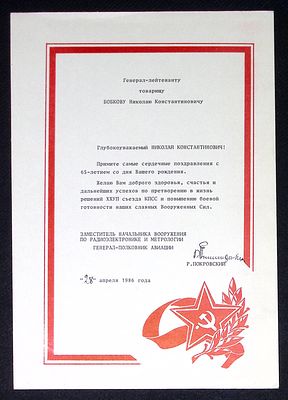 Генерал-лейтенанту
товарищу
БОБКОВУ Николаю Константиновичу
Глубокоуважаемый НИКОЛАЙ КОНСТАНТИНОВИЧ!
Примите самые сердечные поздравления с
65-летием со дня Вашего рождения.
Желаю Вам доброго здоровья, счастья и
дальнейших успехов по претворению в жизнь
решений XXVII съезда КПСС и повышению боевой
готовности наших славных Вооруженных Сил.
ЗАМЕСТИТЕЛЬ НАЧАЛЬНИКА ВООРУЖЕНИЯ
ПО РАДИОЭЛЕКТРОНИКЕ И МЕТРОЛОГИИ
ГЕНЕРАЛ-ПОЛКОВНИК АВИАЦИИ
Р.ПОКРОВСКИЙ
"28" апреля 1986 года